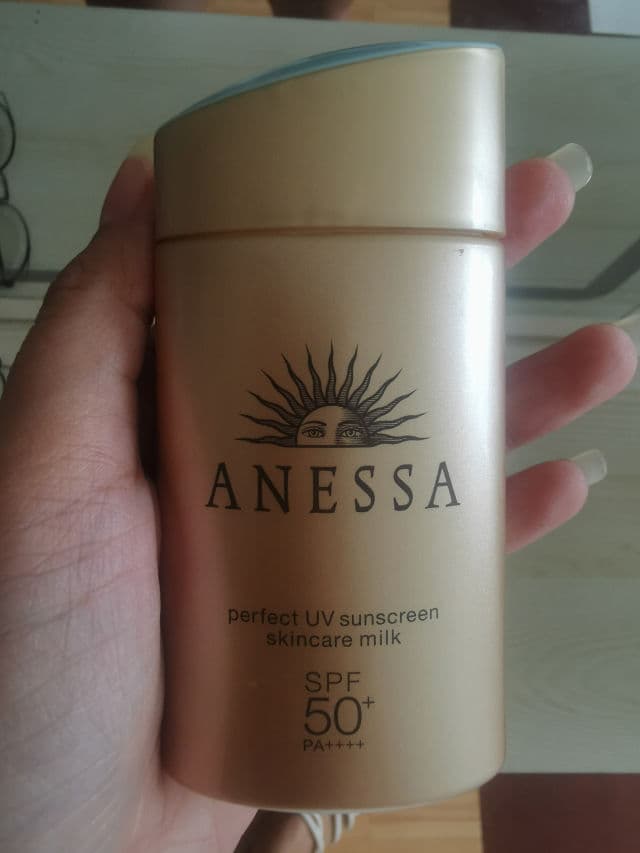 ANESSA
perfect UV sunscreen
skincare milk
SPF
50+
PA++++